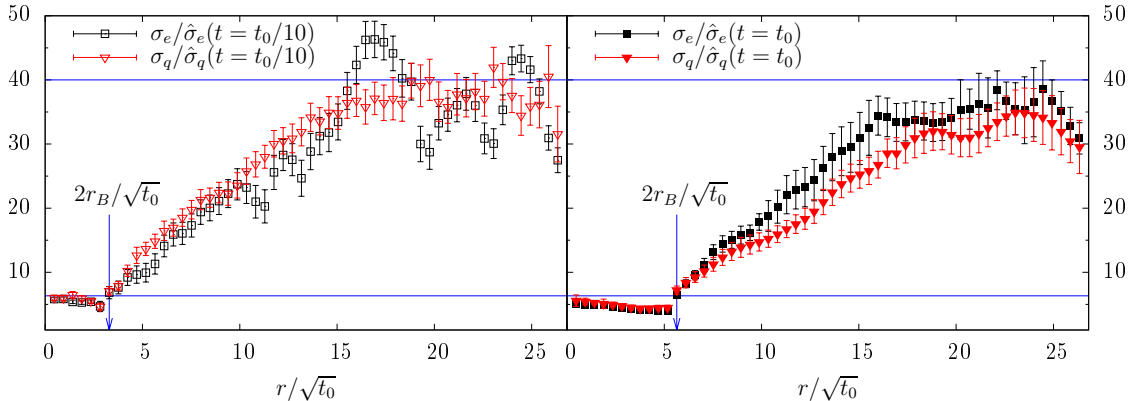 50
40
30
20
10
σ_e/σ̂_e(t = t_0/10)
σ_q/σ̂_q(t = t_0/10)
2r_B/√t_0
0 5 10 15 20 25
r/√t_0
σ_e/σ̂_e(t = t_0)
σ_q/σ̂_q(t = t_0)
2r_B/√t_0
0 5 10 15 20 25
r/√t_0
50
40
30
20
10